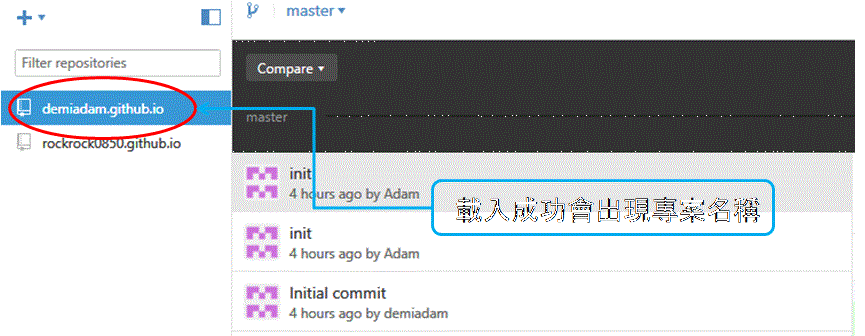 master
Filter repositories
Compare
demiadam.github.io
master
rockrock0850.github.io
init
4 hours ago by Adam
載入成功會出現專案名稱
init
4 hours ago by Adam
Initial commit
4 hours ago by demiadam